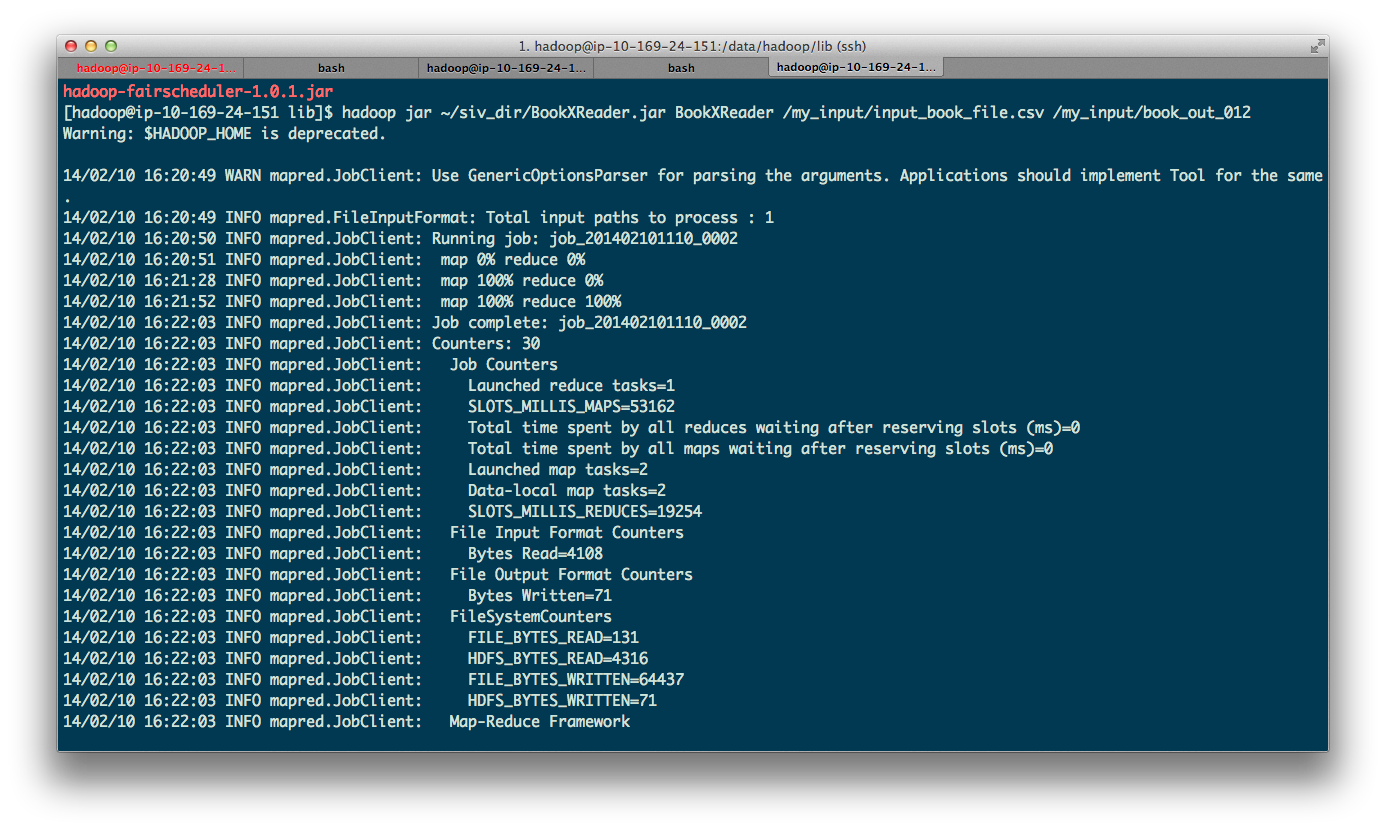 1. hadoop@ip-10-169-24-151:/data/hadoop/lib (ssh)
hadoop@ip-10-169-24-1... bash hadoop@ip-10-169-24-1... bash hadoop@ip-10-169-24-1...
hadoop-fairscheduler-1.0.1.jar
[hadoop@ip-10-169-24-151 lib]$ hadoop jar ~/siv_dir/BookXReader.jar BookXReader /my_input/input_book_file.csv /my_input/book_out_012
Warning: $HADOOP_HOME is deprecated.
14/02/10 16:20:49 WARN mapred.JobClient: Use GenericOptionsParser for parsing the arguments. Applications should implement Tool for the same
.
14/02/10 16:20:49 INFO mapred.FileInputFormat: Total input paths to process : 1
14/02/10 16:20:50 INFO mapred.JobClient: Running job: job_201402101110_0002
14/02/10 16:20:51 INFO mapred.JobClient:  map 0% reduce 0%
14/02/10 16:21:28 INFO mapred.JobClient:  map 100% reduce 0%
14/02/10 16:21:52 INFO mapred.JobClient:  map 100% reduce 100%
14/02/10 16:22:03 INFO mapred.JobClient: Job complete: job_201402101110_0002
14/02/10 16:22:03 INFO mapred.JobClient: Counters: 30
14/02/10 16:22:03 INFO mapred.JobClient:   Job Counters
14/02/10 16:22:03 INFO mapred.JobClient:     Launched reduce tasks=1
14/02/10 16:22:03 INFO mapred.JobClient:     SLOTS_MILLIS_MAPS=53162
14/02/10 16:22:03 INFO mapred.JobClient:     Total time spent by all reduces waiting after reserving slots (ms)=0
14/02/10 16:22:03 INFO mapred.JobClient:     Total time spent by all maps waiting after reserving slots (ms)=0
14/02/10 16:22:03 INFO mapred.JobClient:     Launched map tasks=2
14/02/10 16:22:03 INFO mapred.JobClient:     Data-local map tasks=2
14/02/10 16:22:03 INFO mapred.JobClient:     SLOTS_MILLIS_REDUCES=19254
14/02/10 16:22:03 INFO mapred.JobClient:   File Input Format Counters
14/02/10 16:22:03 INFO mapred.JobClient:     Bytes Read=4108
14/02/10 16:22:03 INFO mapred.JobClient:   File Output Format Counters
14/02/10 16:22:03 INFO mapred.JobClient:     Bytes Written=71
14/02/10 16:22:03 INFO mapred.JobClient:   FileSystemCounters
14/02/10 16:22:03 INFO mapred.JobClient:     FILE_BYTES_READ=131
14/02/10 16:22:03 INFO mapred.JobClient:     HDFS_BYTES_READ=4316
14/02/10 16:22:03 INFO mapred.JobClient:     FILE_BYTES_WRITTEN=64437
14/02/10 16:22:03 INFO mapred.JobClient:     HDFS_BYTES_WRITTEN=71
14/02/10 16:22:03 INFO mapred.JobClient:   Map-Reduce Framework